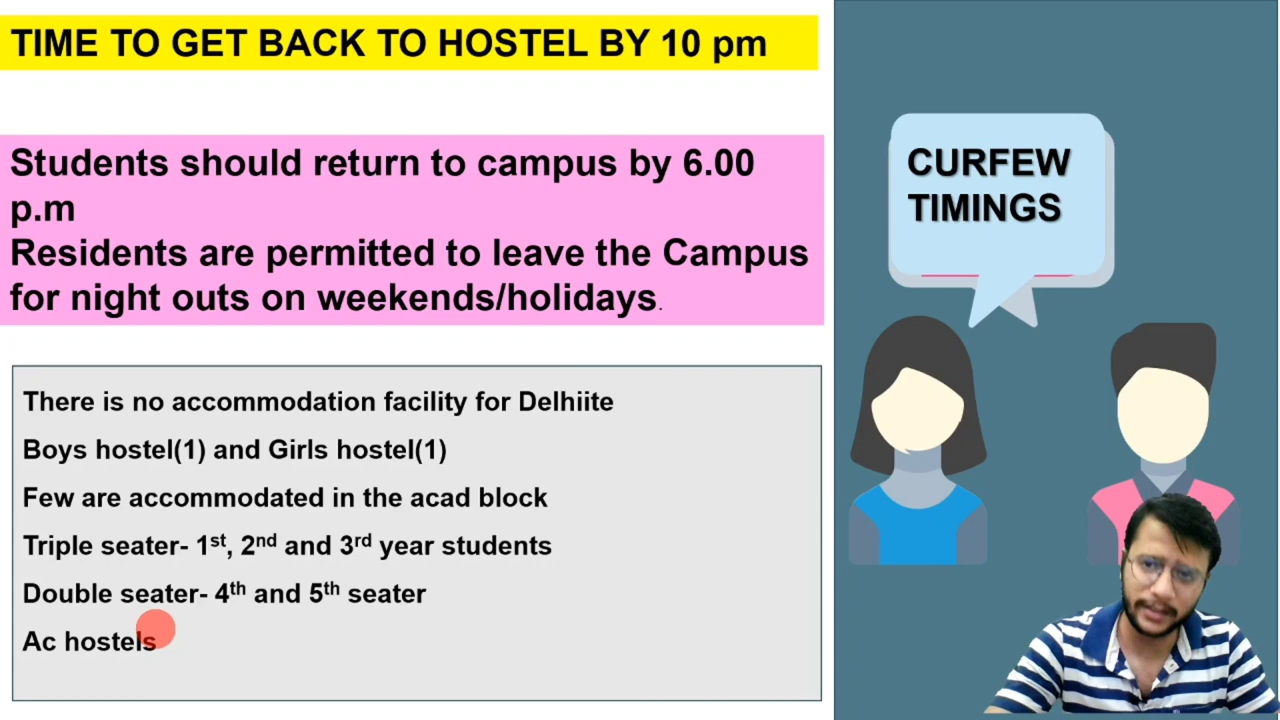 TIME TO GET BACK TO HOSTEL BY 10 pm
Students should return to campus by 6.00
p.m
Residents are permitted to leave the Campus
for night outs on weekends/holidays.
CURFEW
TIMINGS
There is no accommodation facility for Delhiite
Boys hostel(1) and Girls hostel(1)
Few are accommodated in the acad block
Triple seater- 1st, 2nd and 3rd year students
Double seater- 4th and 5th seater
Ac hostels